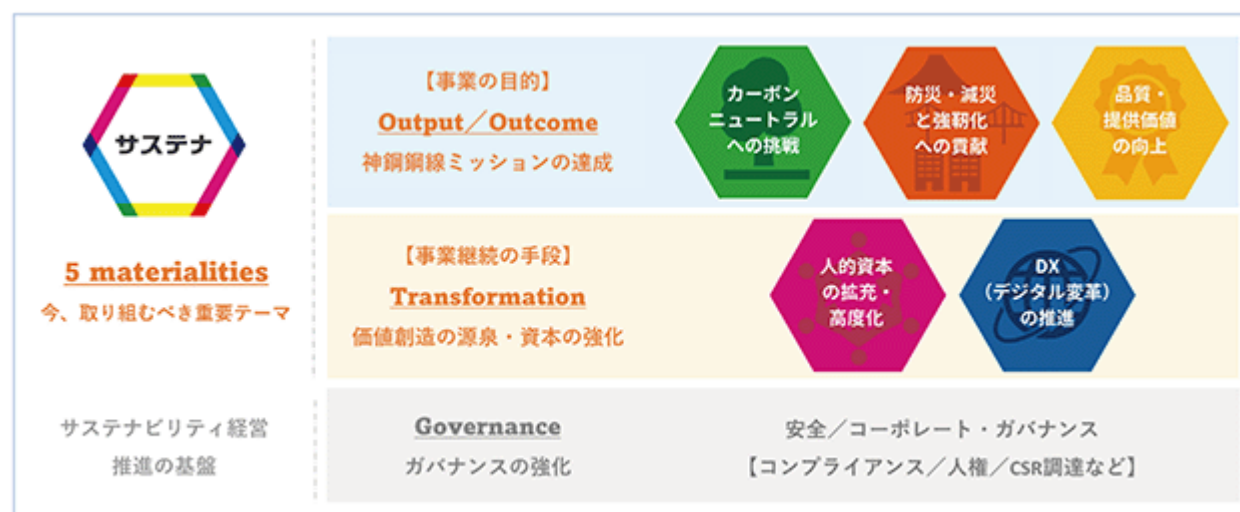 サステナ
5 materialities
今、取り組むべき重要テーマ
【事業の目的】
Output／Outcome
神鋼鋼線ミッションの達成
カーボン
ニュートラル
への挑戦
防災・減災
と強靭化
への貢献
品質・
提供価値
の向上
【事業継続の手段】
Transformation
価値創造の源泉・資本の強化
人的資本
の拡充・
高度化
DX
（デジタル変革）
の推進
サステナビリティ経営
推進の基盤
Governance
ガバナンスの強化
安全／コーポレート・ガバナンス
【コンプライアンス／人権／CSR調達など】